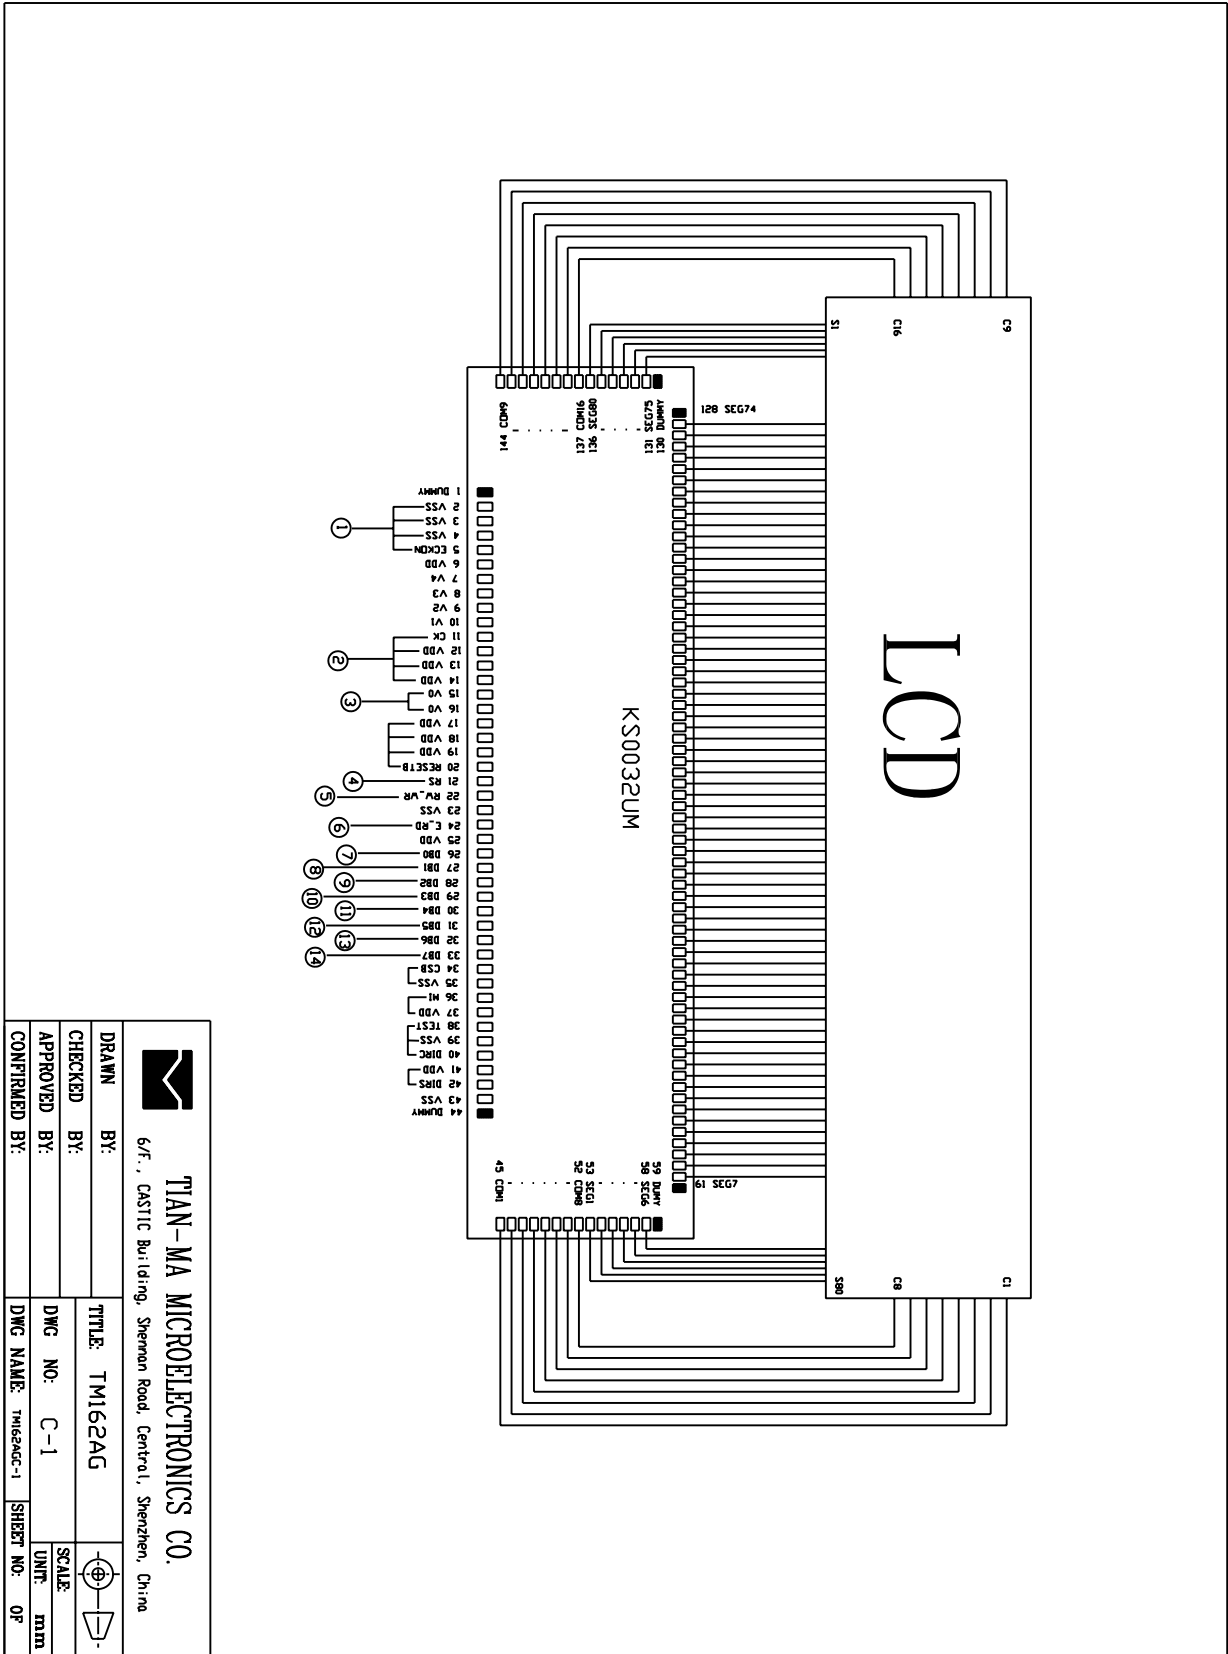 C9
C16
S1
LCD
S80
C8
C1
128 SEG74
61 SEG7
130 DUMMY
131 SEG75
136 SEG80
137 COM16
144 COM9
KS0032UM
59 DUMY
58 SEG6
53 SEG1
52 COM8
45 COM1
1 DUMMY
2 VSS
3 VSS
4 VSS
5 ECKON
6 VDD
7 V4
8 V3
9 V2
10 V1
11 CK
12 VDD
13 VDD
14 VDD
15 V0
16 V0
17 VDD
18 VDD
19 VDD
20 RESETB
21 RS
22 RW_WR
23 VSS
24 E_RD
25 VDD
26 DB0
27 DB1
28 DB2
29 DB3
30 DB4
31 DB5
32 DB6
33 DB7
34 CSB
35 VSS
36 MI
37 VDD
38 TEST
39 VSS
40 DIRC
41 VDD
42 DIRS
43 VSS
44 DUMMY
1
2
3
4
5
6
7
8
9
10
11
12
13
14
TIAN-MA MICROELECTRONICS CO.
6/F., CASTIC Building, Shennan Road, Central, Shenzhen, China
DRAWN BY:
CHECKED BY:
APPROVED BY:
CONFIRMED BY:
TITLE: TM162AG
DWG NO: C-1
DWG NAME: TM162AGC-1
SCALE:
UNIT: mm
SHEET NO: OF